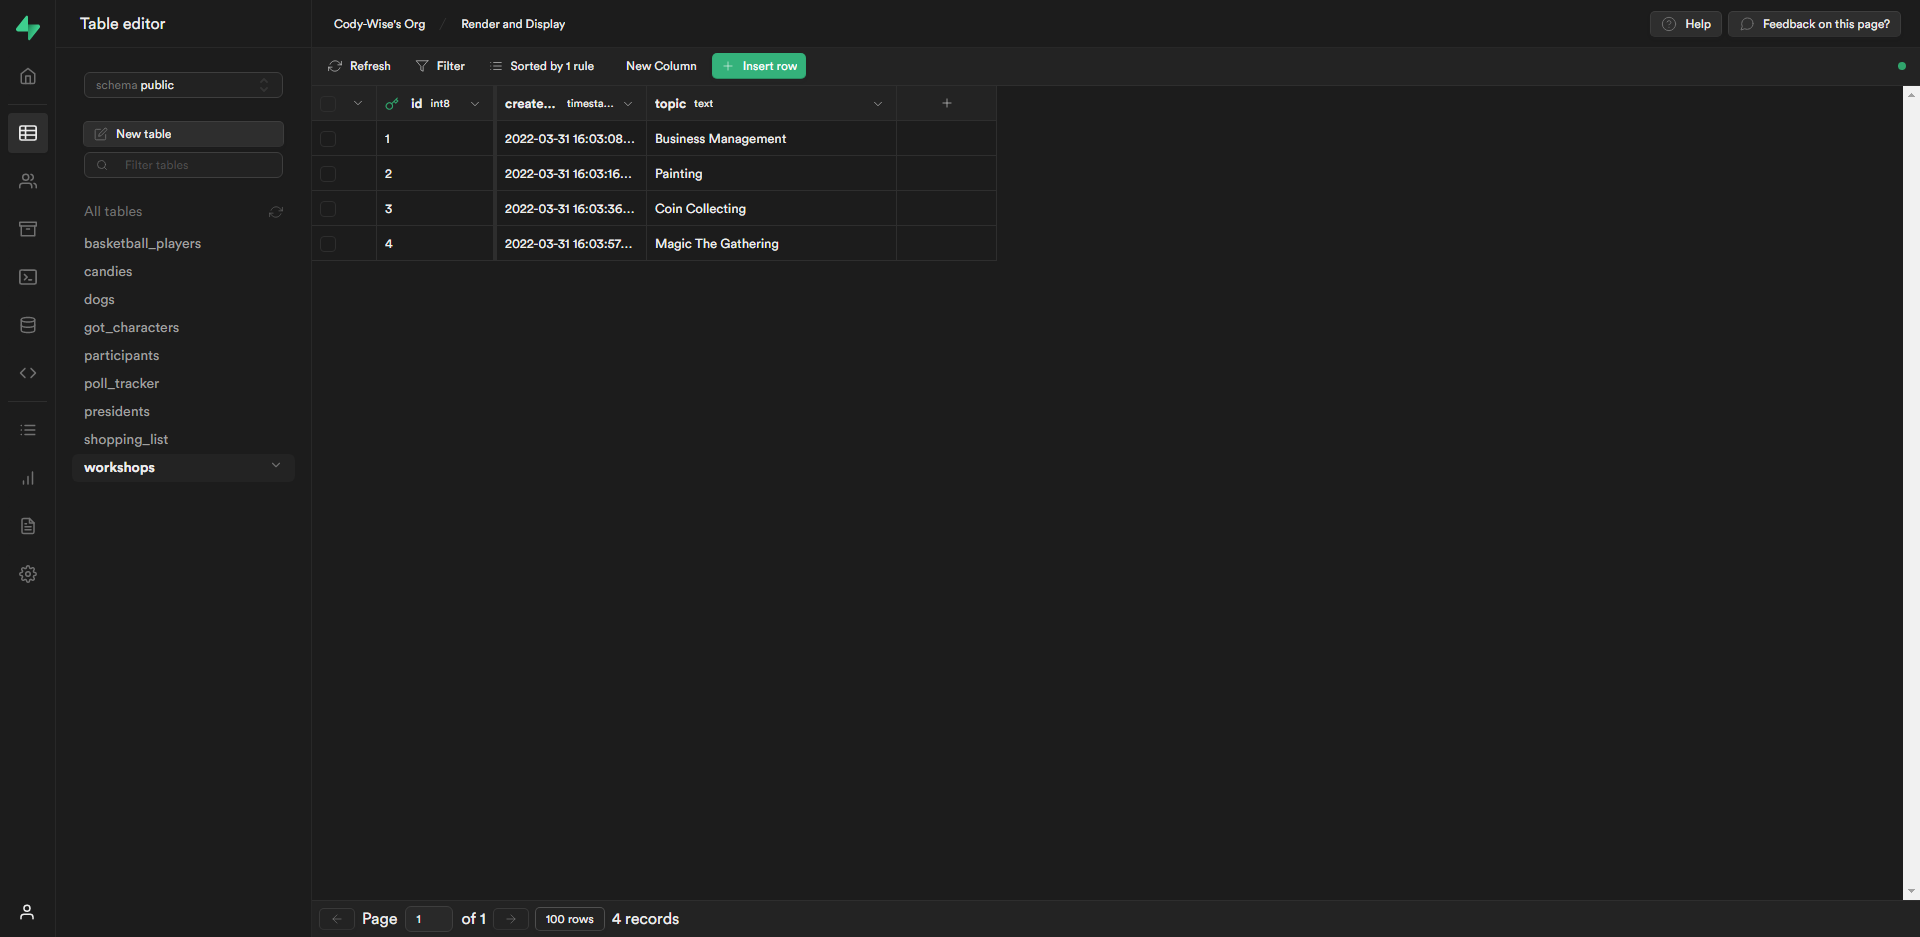 Table editor
Cody-Wise's Org / Render and Display
Help
Feedback on this page?
schema public
New table
Filter tables
All tables
basketball_players
candies
dogs
got_characters
participants
poll_tracker
presidents
shopping_list
workshops
Refresh Filter Sorted by 1 rule New Column + Insert row
id int8 create... timesta... topic text +
1 2022-03-31 16:03:08... Business Management
2 2022-03-31 16:03:16... Painting
3 2022-03-31 16:03:36... Coin Collecting
4 2022-03-31 16:03:57... Magic The Gathering
Page 1 of 1 100 rows 4 records